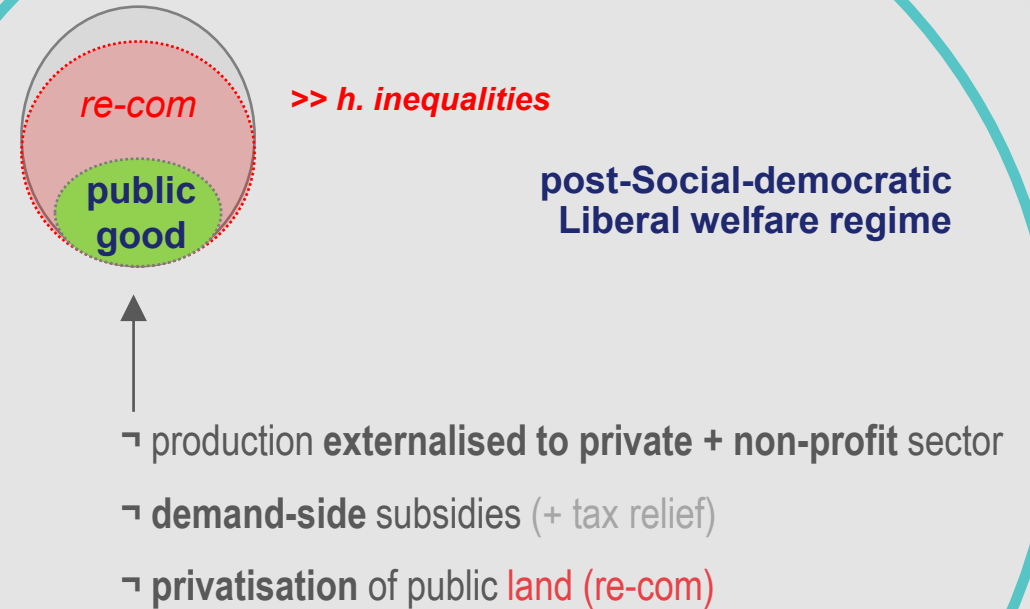 re-com
>> h. inequalities
public
good
post-Social-democratic
Liberal welfare regime
¬ production externalised to private + non-profit sector
¬ demand-side subsidies (+ tax relief)
¬ privatisation of public land (re-com)